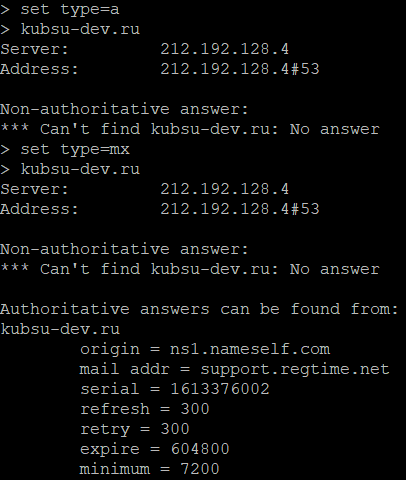 > set type=a
> kubsu-dev.ru
Server:         212.192.128.4
Address:        212.192.128.4#53

Non-authoritative answer:
*** Can't find kubsu-dev.ru: No answer
> set type=mx
> kubsu-dev.ru
Server:         212.192.128.4
Address:        212.192.128.4#53

Non-authoritative answer:
*** Can't find kubsu-dev.ru: No answer

Authoritative answers can be found from:
kubsu-dev.ru
        origin = ns1.nameself.com
        mail addr = support.regtime.net
        serial = 1613376002
        refresh = 300
        retry = 300
        expire = 604800
        minimum = 7200